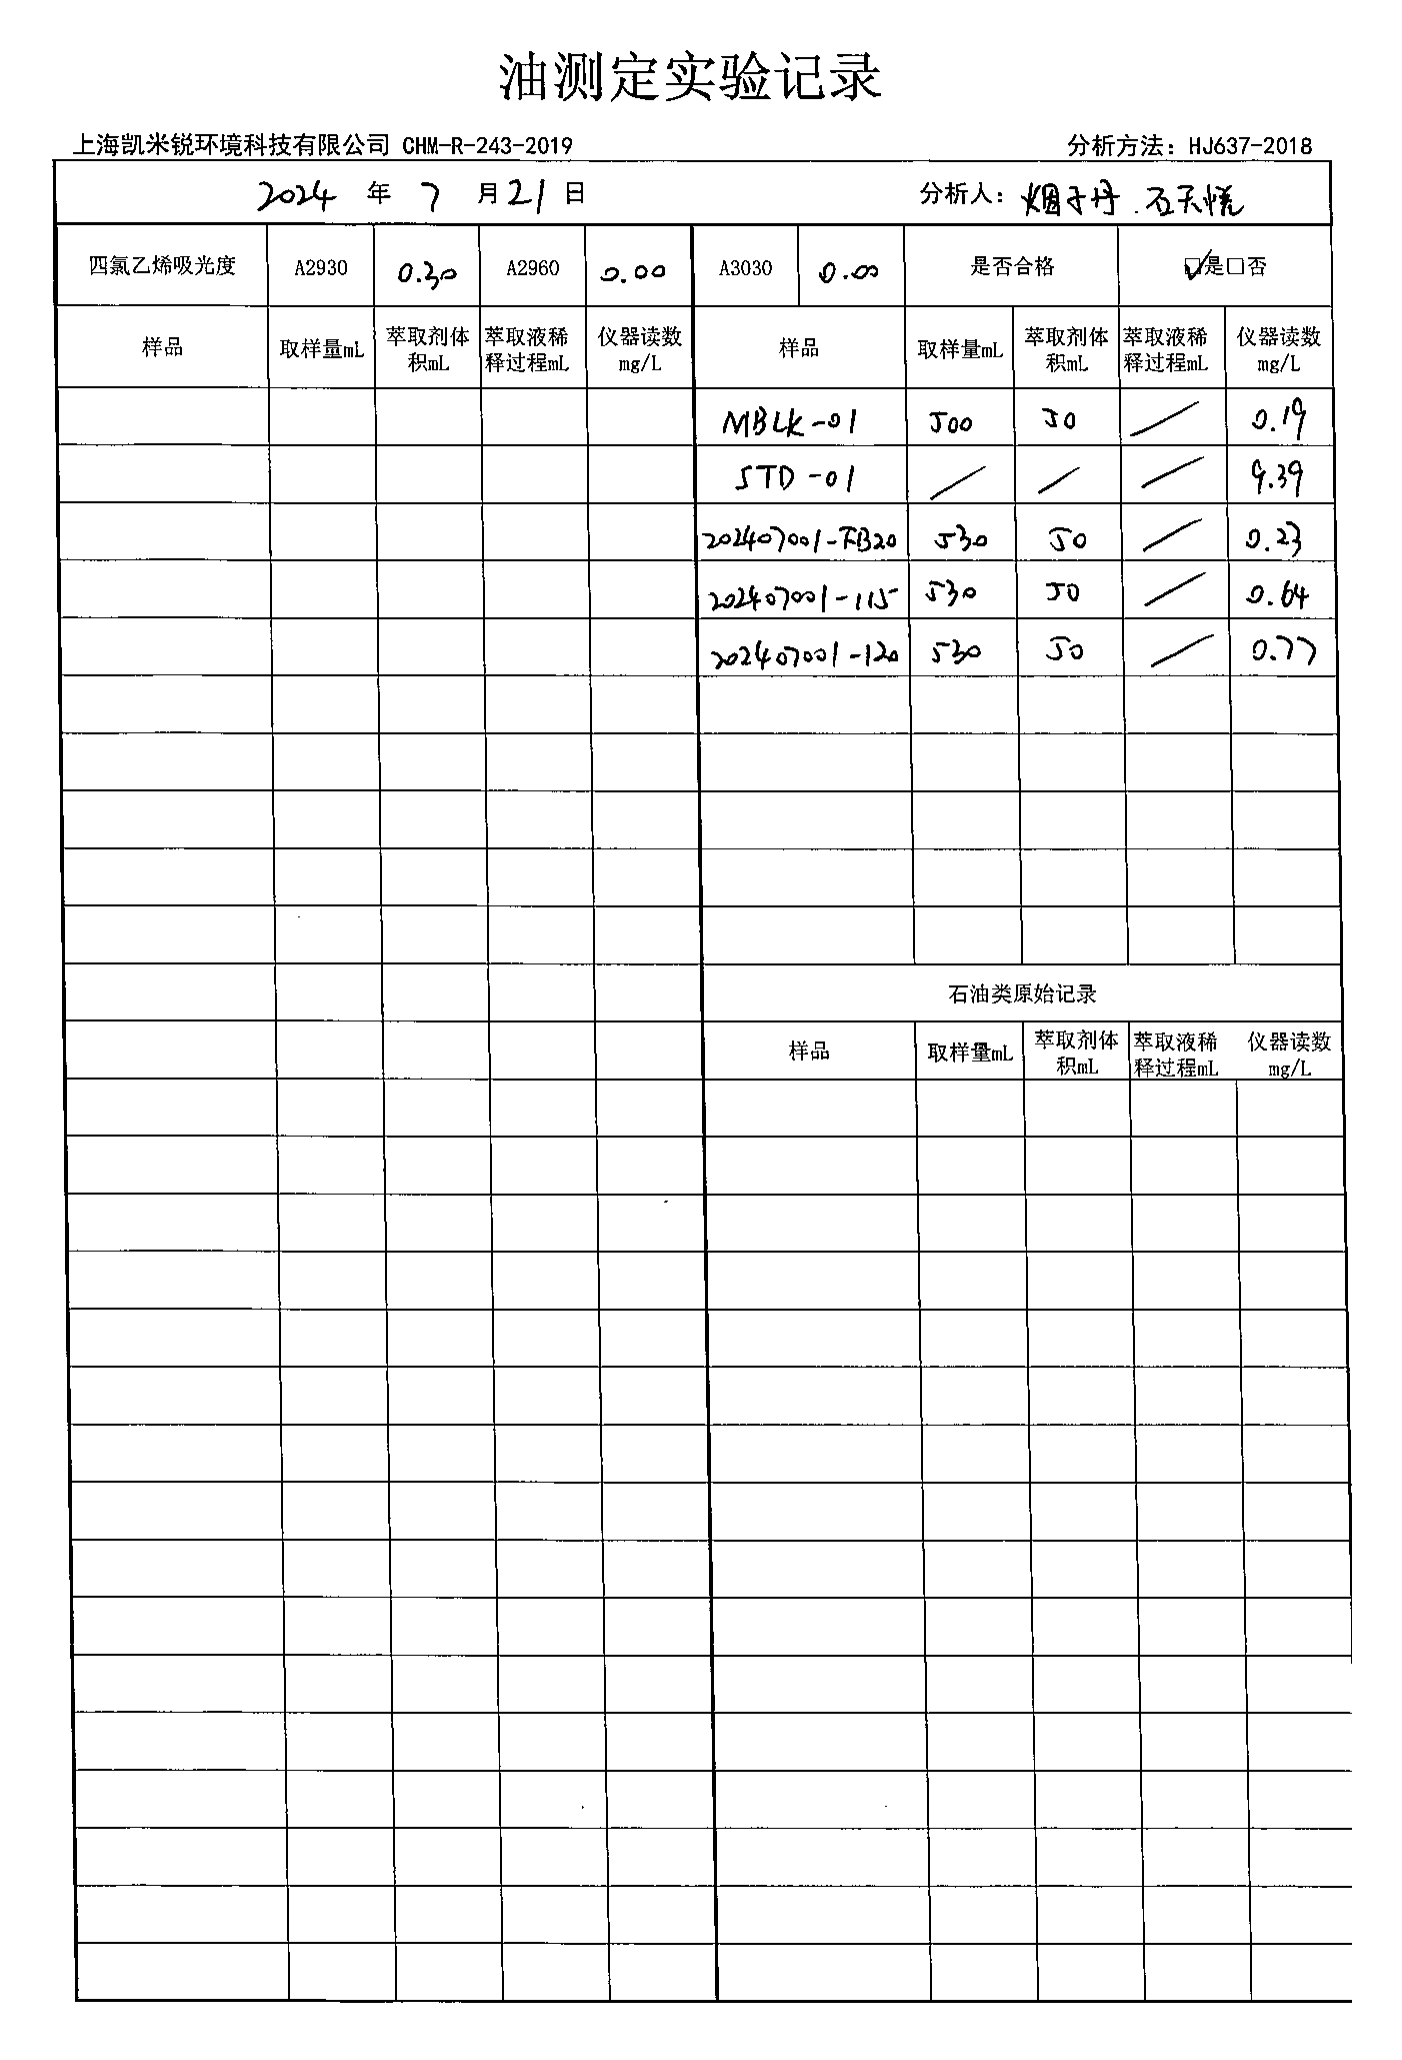 油测定实验记录
上海凯米锐环境科技有限公司 CHM-R-243-2019 分析方法：HJ637-2018
2024 年 7 月 21 日 分析人：
四氯乙烯吸光度 A2930 0.30 A2960 0.00 A3030 0.00 是否合格 ☑是□否
样品 取样量mL 萃取剂体积mL 萃取液稀释过程mL 仪器读数mg/L 样品 取样量mL 萃取剂体积mL 萃取液稀释过程mL 仪器读数mg/L
MBLK-01 500 50 / 0.19
STD-01 / / / 9.39
202407001-FB20 530 50 / 0.23
202407001-115 530 50 / 0.64
202407001-120 530 50 / 0.77
石油类原始记录
样品 取样量mL 萃取剂体积mL 萃取液稀释过程mL 仪器读数mg/L